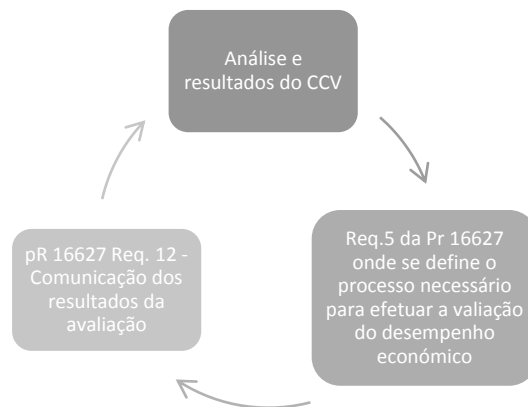 Análise e
resultados do CCV
Req.5 da Pr 16627
onde se define o
processo necessário
para efetuar a valiação
do desempenho
económico
pR 16627 Req. 12 -
Comunicação dos
resultados da
avaliação